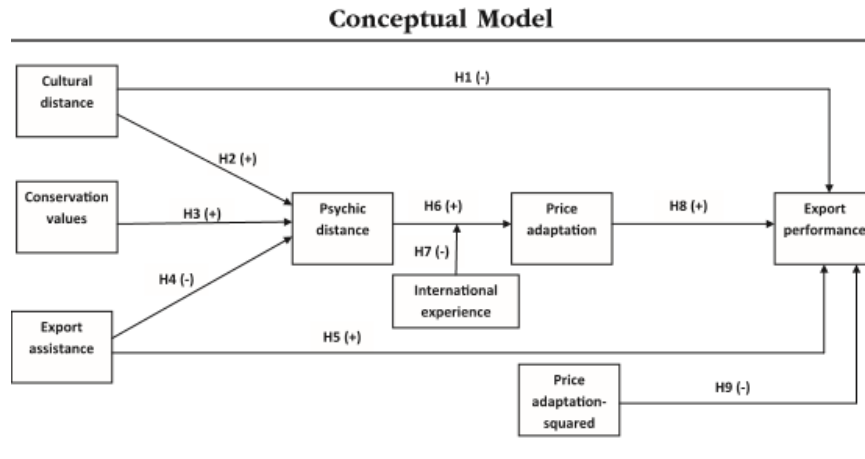 Conceptual Model
Cultural
distance
H1 (-)
H2 (+)
Conservation
values
H3 (+)
Psychic
distance
H6 (+)
Price
adaptation
H8 (+)
Export
performance
H7 (-)
H4 (-)
International
experience
Export
assistance
H5 (+)
Price
adaptation-
squared
H9 (-)